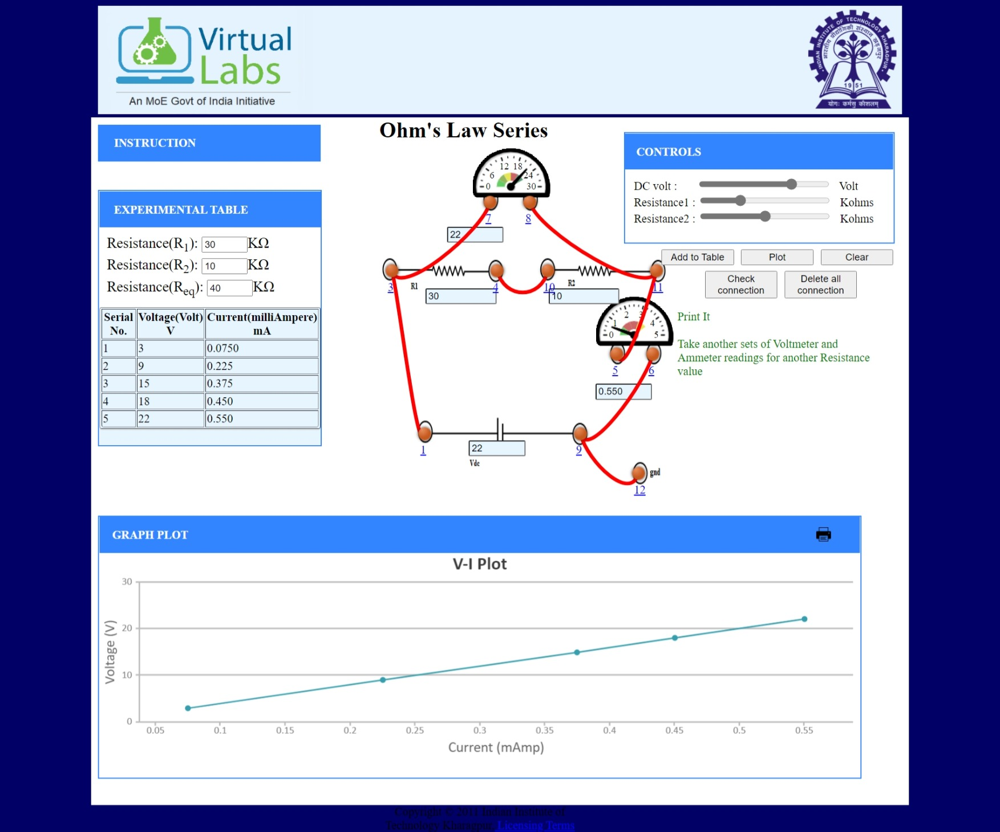 Virtual
Labs
An MoE Govt of India Initiative
INDIAN INSTITUTE OF TECHNOLOGY KHARAGPUR
भारतीय प्रौद्योगिकी संस्थान खड़गपुर
1951
योगः कर्मसु कौशलम्
Ohm's Law Series
INSTRUCTION
EXPERIMENTAL TABLE
Resistance(R1): 30 KΩ
Resistance(R2): 10 KΩ
Resistance(Req): 40 KΩ
Serial No. Voltage(Volt) V Current(milliAmpere) mA
1 3 0.0750
2 9 0.225
3 15 0.375
4 18 0.450
5 22 0.550
0 6 12 18 24 30
7 8
22
3 R1 4 10 R2 11
30 10
0 1 2 3 4 5
5 6
0.550
1 22 9
Vdc
gnd
12
CONTROLS
DC volt : Volt
Resistance1 : Kohms
Resistance2 : Kohms
Add to Table Plot Clear
Check connection Delete all connection
Print It
Take another sets of Voltmeter and
Ammeter readings for another Resistance
value
GRAPH PLOT
V-I Plot
Voltage (V)
30
20
10
0
0.05 0.1 0.15 0.2 0.25 0.3 0.35 0.4 0.45 0.5 0.55
Current (mAmp)
Copyright © 2011 Indian Institute of
Technology Kharagpur Licensing Terms